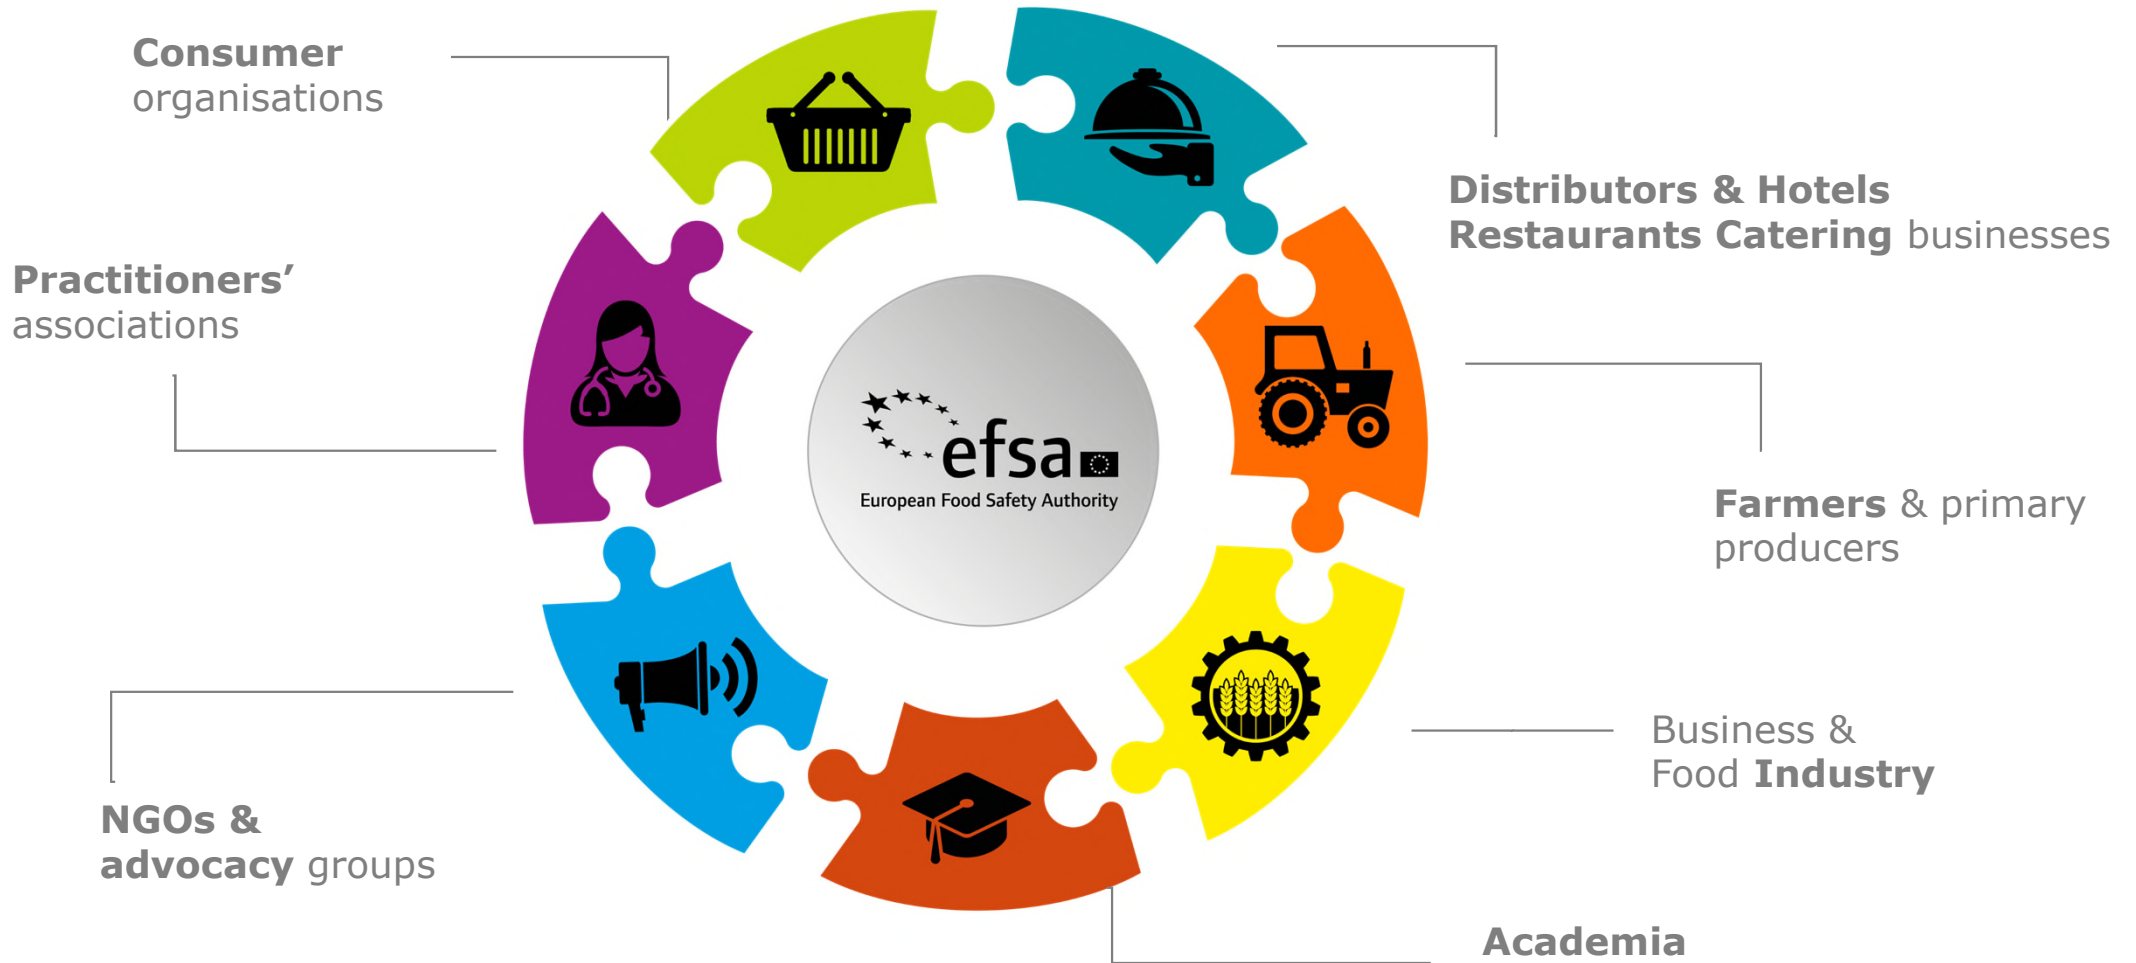 Consumer
organisations
Distributors & Hotels
Restaurants Catering businesses
Practitioners’
associations
efsa
European Food Safety Authority
Farmers & primary
producers
Business &
Food Industry
NGOs &
advocacy groups
Academia